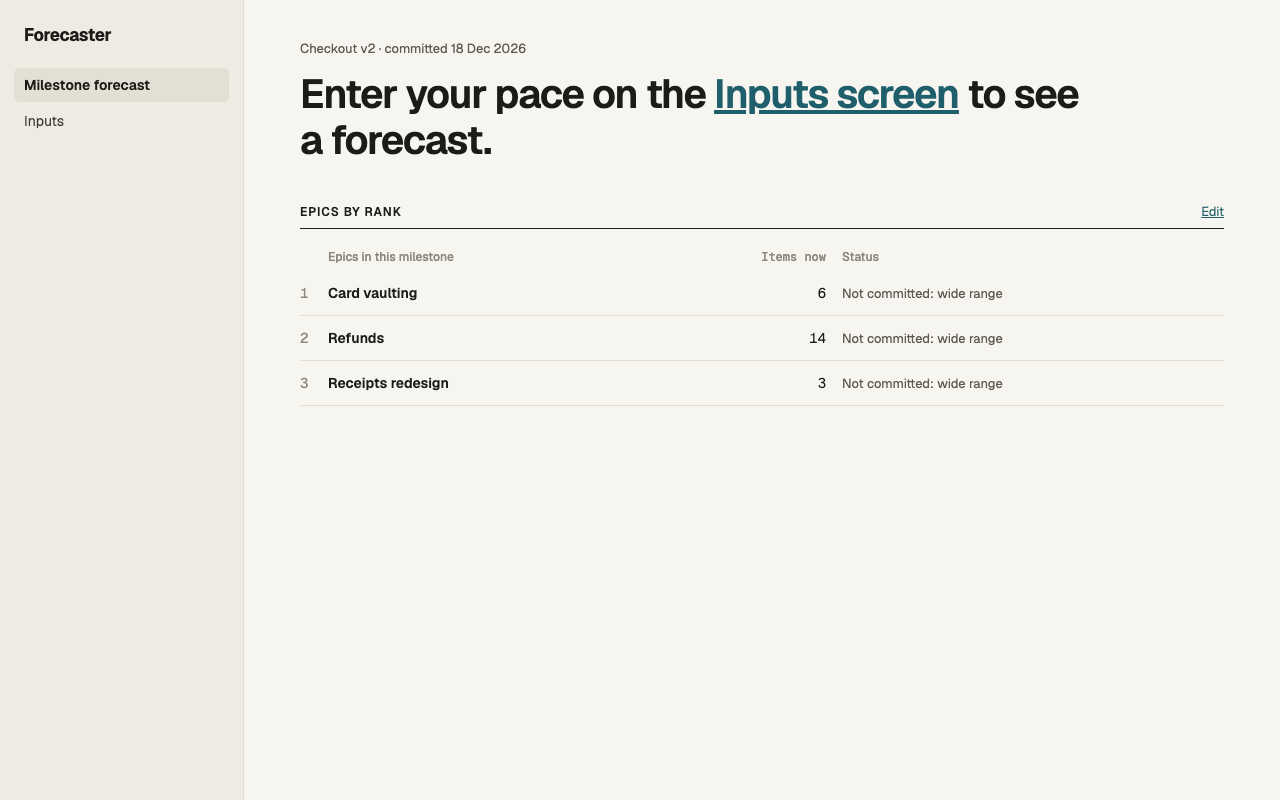 Forecaster
Milestone forecast
Inputs
Checkout v2 · committed 18 Dec 2026
Enter your pace on the Inputs screen to see
a forecast.
EPICS BY RANK Edit
Epics in this milestone Items now Status
1 Card vaulting 6 Not committed: wide range
2 Refunds 14 Not committed: wide range
3 Receipts redesign 3 Not committed: wide range